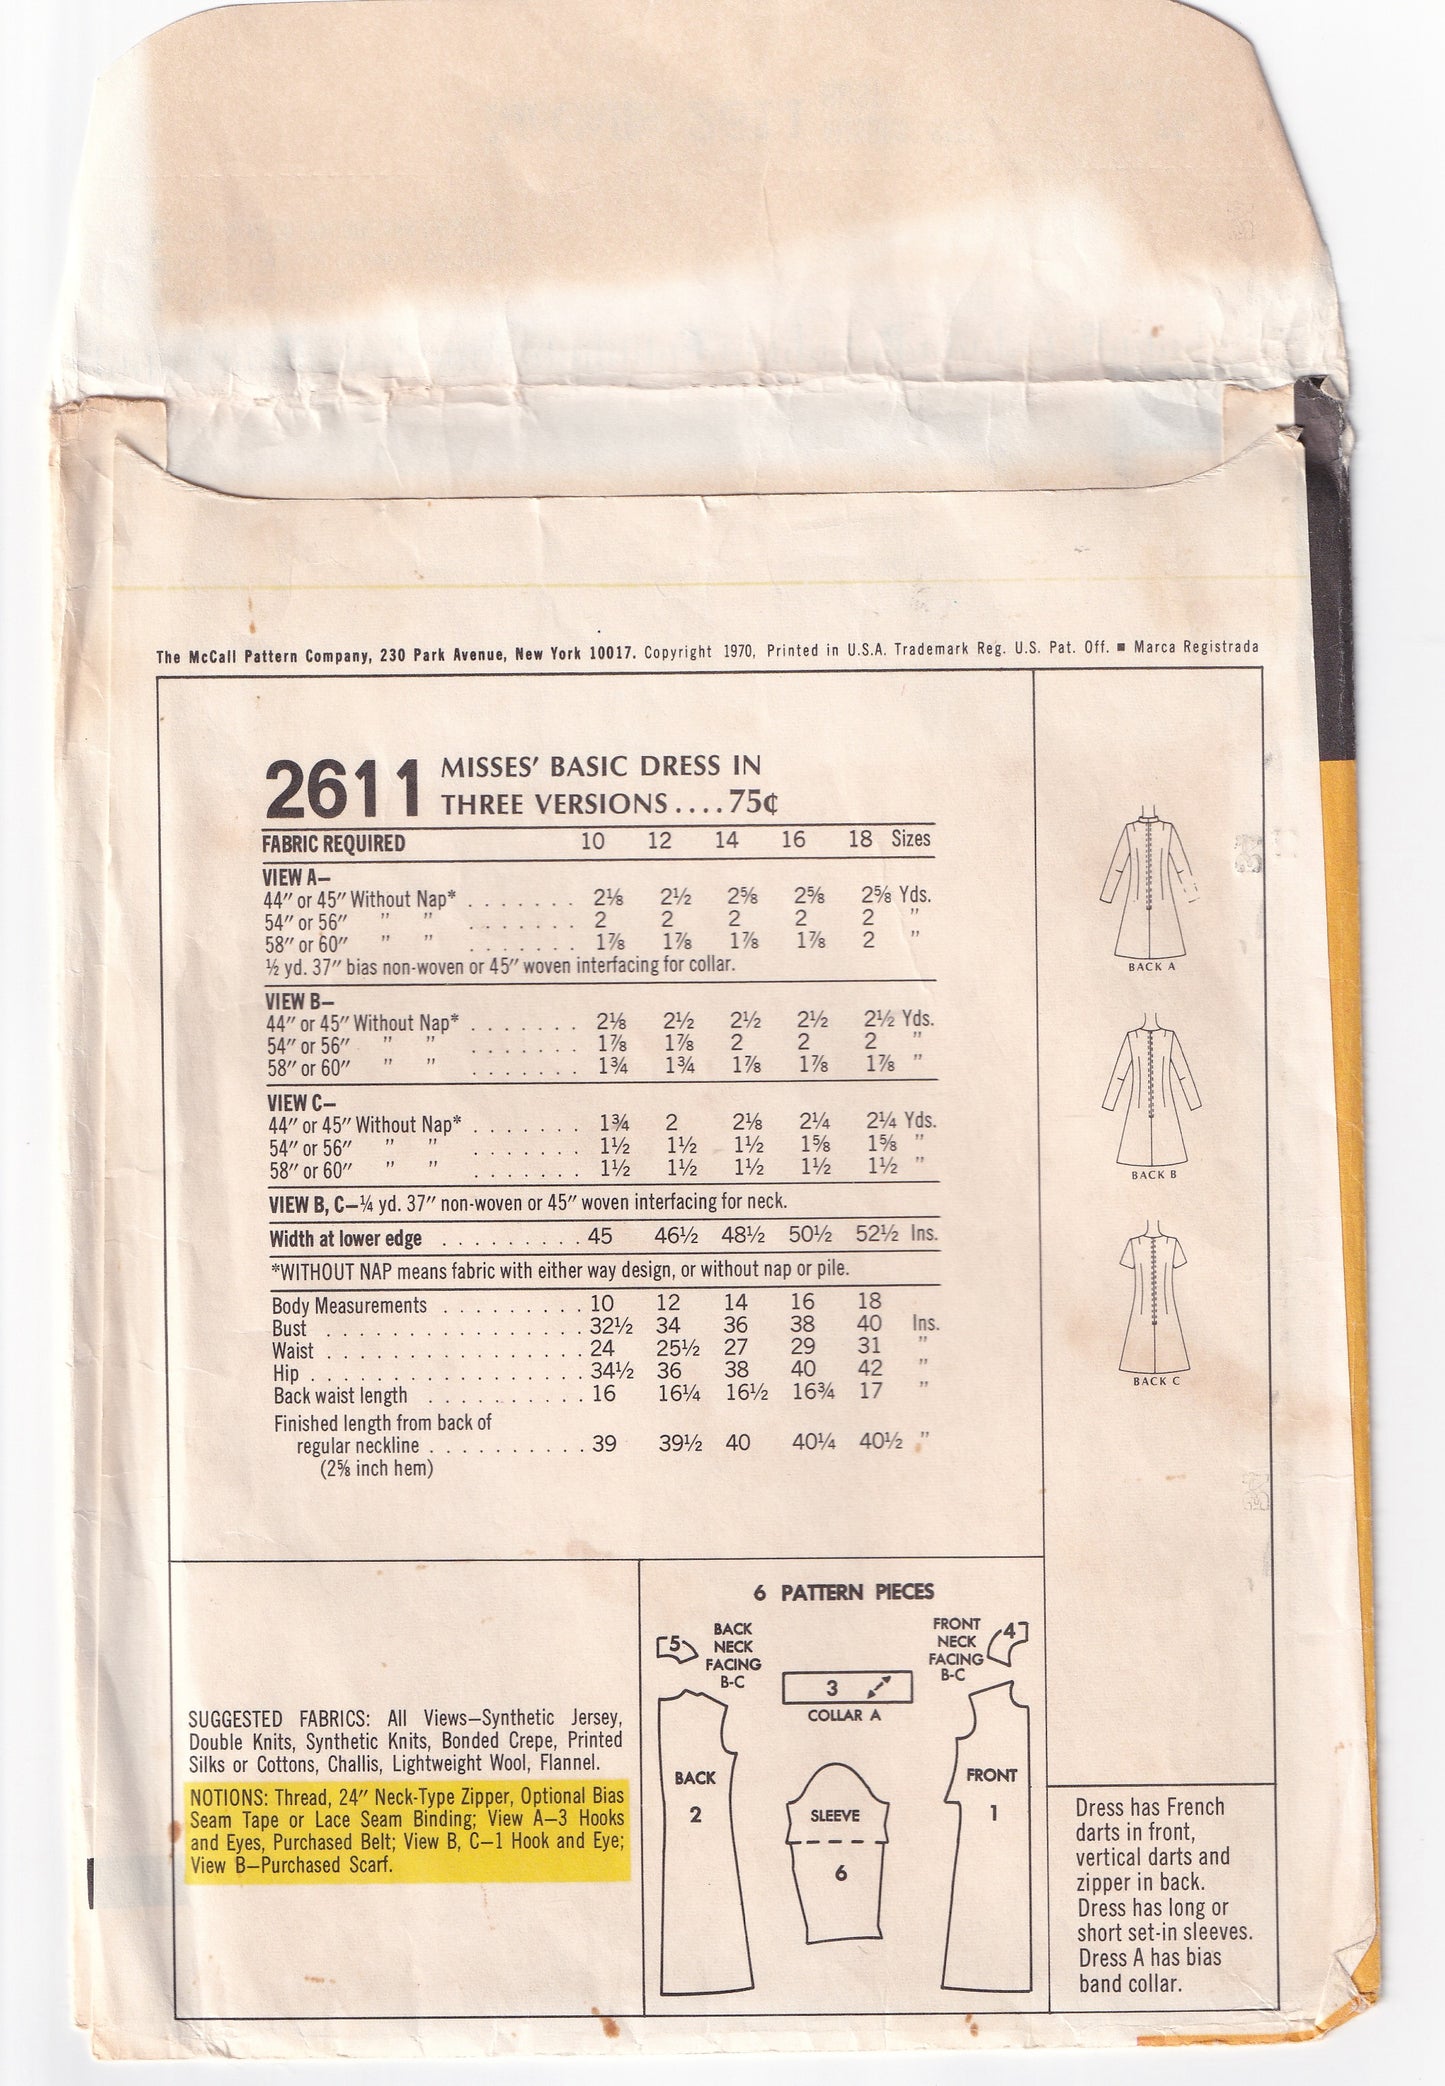 The McCall Pattern Company, 230 Park Avenue, New York 10017. Copyright 1970, Printed in U.S.A. Trademark Reg. U.S. Pat. Off. ■ Marca Registrada
2611 MISSES' BASIC DRESS IN
THREE VERSIONS....75¢
FABRIC REQUIRED 10 12 14 16 18 Sizes
VIEW A—
44″ or 45″ Without Nap* . . . . . . . 2⅛ 2½ 2⅝ 2⅝ 2⅝ Yds.
54″ or 56″ ″ ″ . . . . . . . 2 2 2 2 2 ″
58″ or 60″ ″ ″ . . . . . . . 1⅞ 1⅞ 1⅞ 1⅞ 2 ″
½ yd. 37″ bias non-woven or 45″ woven interfacing for collar.
VIEW B—
44″ or 45″ Without Nap* . . . . . . . 2⅛ 2½ 2½ 2½ 2½ Yds.
54″ or 56″ ″ ″ . . . . . . . 1⅞ 1⅞ 2 2 2 ″
58″ or 60″ ″ ″ . . . . . . . 1¾ 1¾ 1⅞ 1⅞ 1⅞ ″
VIEW C—
44″ or 45″ Without Nap* . . . . . . . 1¾ 2 2⅛ 2¼ 2¼ Yds.
54″ or 56″ ″ ″ . . . . . . . 1½ 1½ 1½ 1⅝ 1⅝ ″
58″ or 60″ ″ ″ . . . . . . . 1½ 1½ 1½ 1½ 1½ ″
VIEW B, C—¼ yd. 37″ non-woven or 45″ woven interfacing for neck.
Width at lower edge . . . . . . . . . 45 46½ 48½ 50½ 52½ Ins.
*WITHOUT NAP means fabric with either way design, or without nap or pile.
Body Measurements . . . . . . . . . 10 12 14 16 18
Bust . . . . . . . . . . . . . . . . 32½ 34 36 38 40 Ins.
Waist . . . . . . . . . . . . . . . . 24 25½ 27 29 31 ″
Hip . . . . . . . . . . . . . . . . . 34½ 36 38 40 42 ″
Back waist length . . . . . . . . . . 16 16¼ 16½ 16¾ 17 ″
Finished length from back of
regular neckline . . . . . . . . . . 39 39½ 40 40¼ 40½ ″
(2⅝ inch hem)
BACK A
BACK B
BACK C
SUGGESTED FABRICS: All Views—Synthetic Jersey,
Double Knits, Synthetic Knits, Bonded Crepe, Printed
Silks or Cottons, Challis, Lightweight Wool, Flannel.
NOTIONS: Thread, 24″ Neck-Type Zipper, Optional Bias
Seam Tape or Lace Seam Binding; View A—3 Hooks
and Eyes, Purchased Belt; View B, C—1 Hook and Eye;
View B—Purchased Scarf.
6 PATTERN PIECES
5
BACK
NECK
FACING
B-C
FRONT
NECK
FACING
B-C
4
3
COLLAR A
BACK
2
SLEEVE
6
FRONT
1
Dress has French
darts in front,
vertical darts and
zipper in back.
Dress has long or
short set-in sleeves.
Dress A has bias
band collar.